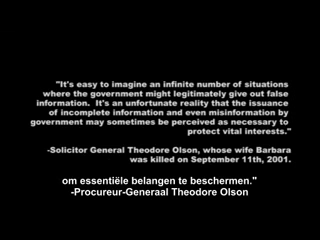 "It's easy to imagine an infinite number of situations
where the government might legitimately give out false
information.  It's an unfortunate reality that the issuance
of incomplete information and even misinformation by
government may sometimes be perceived as necessary to
protect vital interests."
-Solicitor General Theodore Olson, whose wife Barbara
was killed on September 11th, 2001.
om essentiële belangen te beschermen."
-Procureur-Generaal Theodore Olson